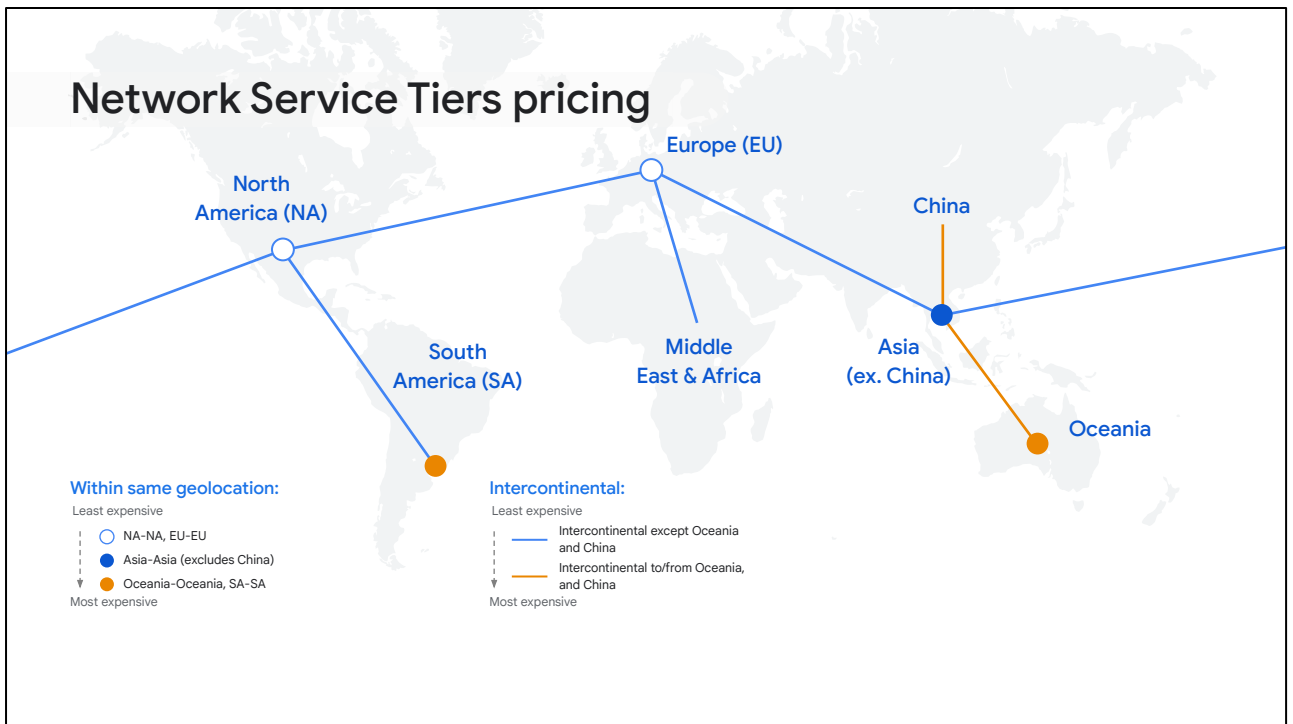 Network Service Tiers pricing
Europe (EU)
North
America (NA)
China
South
America (SA)
Middle
East & Africa
Asia
(ex. China)
Oceania
Within same geolocation:
Least expensive
NA-NA, EU-EU
Asia-Asia (excludes China)
Oceania-Oceania, SA-SA
Most expensive
Intercontinental:
Least expensive
Intercontinental except Oceania
and China
Intercontinental to/from Oceania,
and China
Most expensive